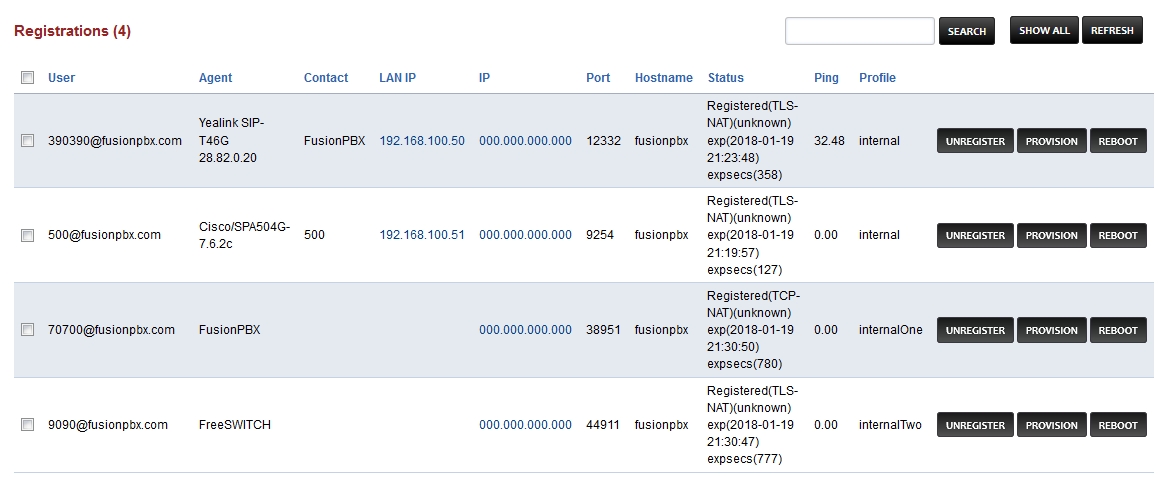 Registrations (4)
SEARCH
SHOW ALL
REFRESH
User Agent Contact LAN IP IP Port Hostname Status Ping Profile
390390@fusionpbx.com
Yealink SIP-
T46G
28.82.0.20
FusionPBX
192.168.100.50
000.000.000.000
12332
fusionpbx
Registered(TLS-
NAT)(unknown)
exp(2018-01-19
21:23:48)
expsecs(358)
32.48
internal
UNREGISTER
PROVISION
REBOOT
500@fusionpbx.com
Cisco/SPA504G-
7.6.2c
500
192.168.100.51
000.000.000.000
9254
fusionpbx
Registered(TLS-
NAT)(unknown)
exp(2018-01-19
21:19:57)
expsecs(127)
0.00
internal
UNREGISTER
PROVISION
REBOOT
70700@fusionpbx.com
FusionPBX
000.000.000.000
38951
fusionpbx
Registered(TCP-
NAT)(unknown)
exp(2018-01-19
21:30:50)
expsecs(780)
0.00
internalOne
UNREGISTER
PROVISION
REBOOT
9090@fusionpbx.com
FreeSWITCH
000.000.000.000
44911
fusionpbx
Registered(TLS-
NAT)(unknown)
exp(2018-01-19
21:30:47)
expsecs(777)
0.00
internalTwo
UNREGISTER
PROVISION
REBOOT